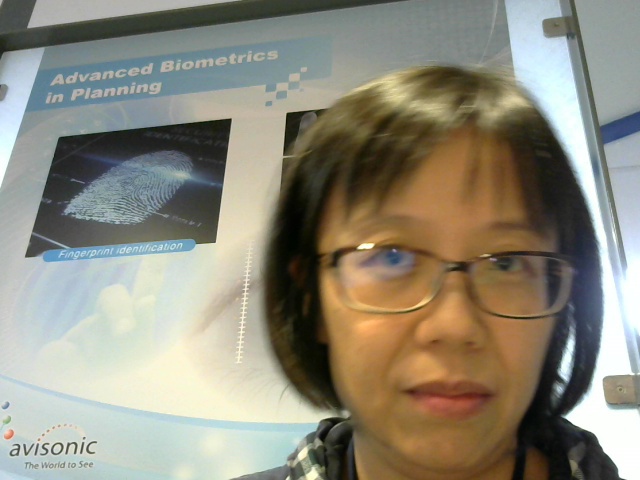 Advanced Biometrics
in Planning
Fingerprint identification
avisonic
The World to See